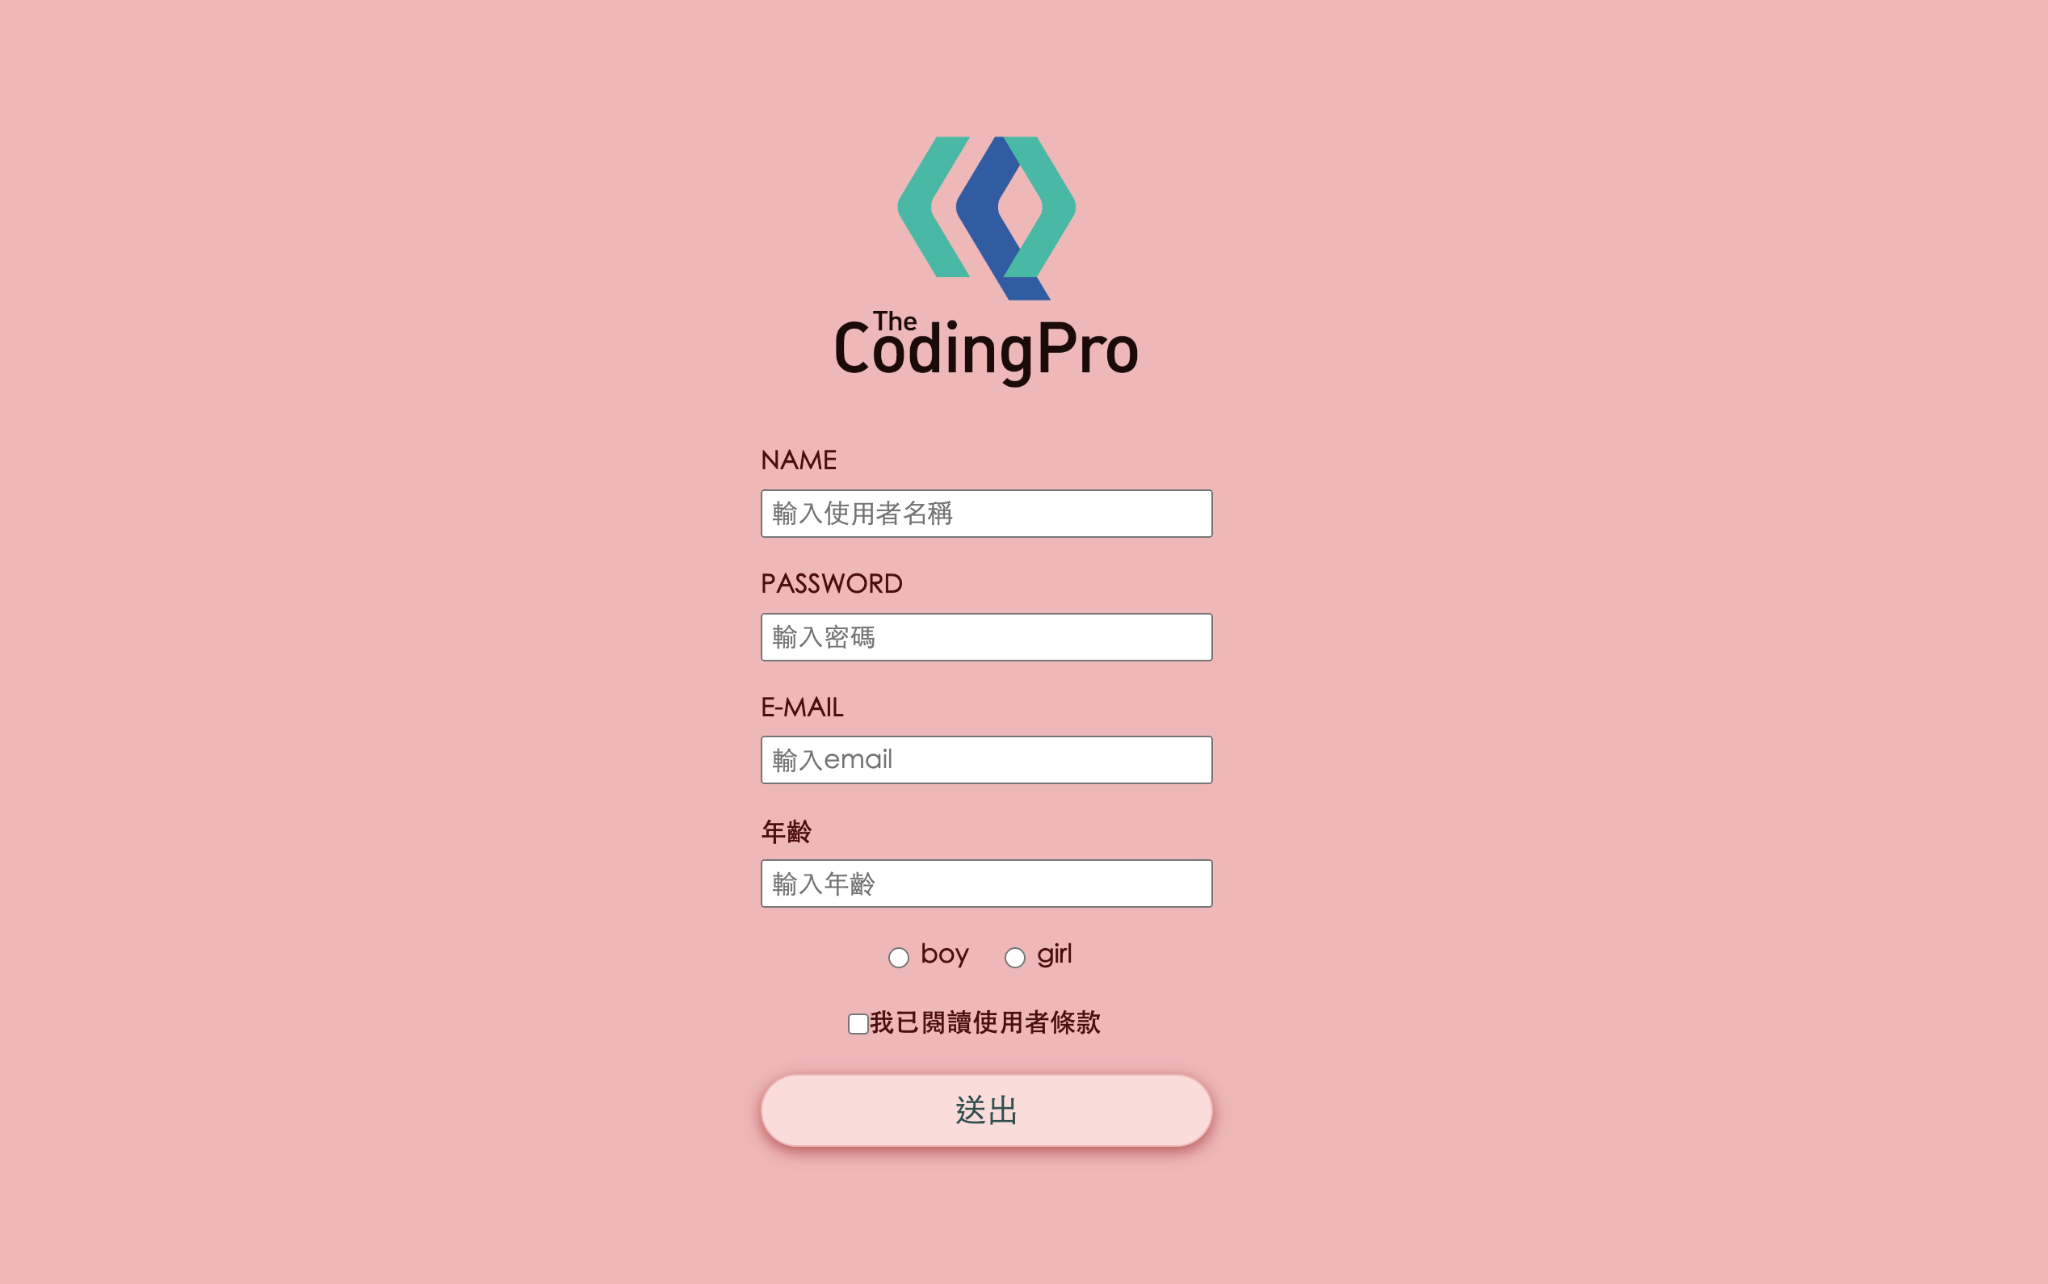 The
CodingPro
NAME
輸入使用者名稱
PASSWORD
輸入密碼
E-MAIL
輸入email
年齡
輸入年齡
boy girl
我已閱讀使用者條款
送出